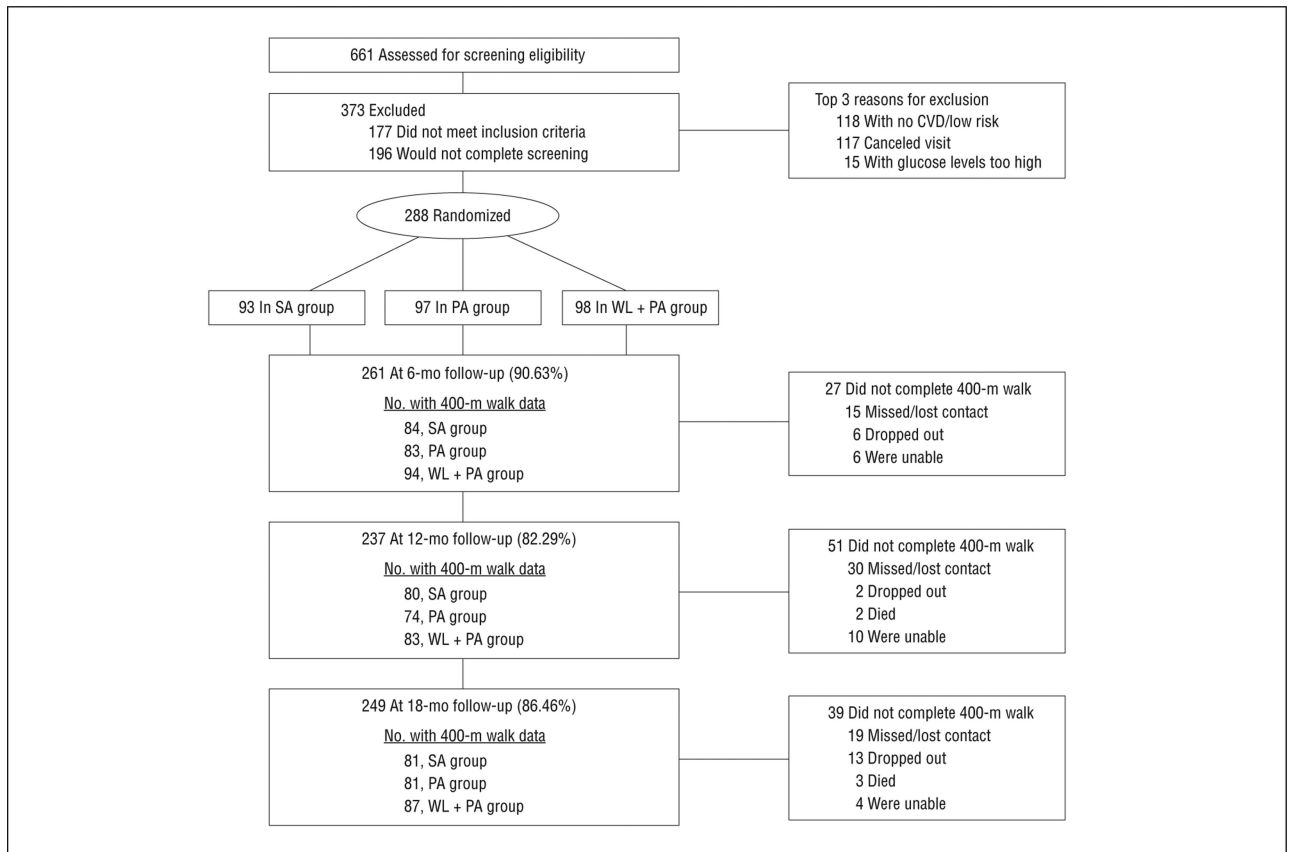 661 Assessed for screening eligibility
373 Excluded
177 Did not meet inclusion criteria
196 Would not complete screening
Top 3 reasons for exclusion
118 With no CVD/low risk
117 Canceled visit
15 With glucose levels too high
288 Randomized
93 In SA group
97 In PA group
98 In WL + PA group
261 At 6-mo follow-up (90.63%)
No. with 400-m walk data
84, SA group
83, PA group
94, WL + PA group
27 Did not complete 400-m walk
15 Missed/lost contact
6 Dropped out
6 Were unable
237 At 12-mo follow-up (82.29%)
No. with 400-m walk data
80, SA group
74, PA group
83, WL + PA group
51 Did not complete 400-m walk
30 Missed/lost contact
2 Dropped out
2 Died
10 Were unable
249 At 18-mo follow-up (86.46%)
No. with 400-m walk data
81, SA group
81, PA group
87, WL + PA group
39 Did not complete 400-m walk
19 Missed/lost contact
13 Dropped out
3 Died
4 Were unable